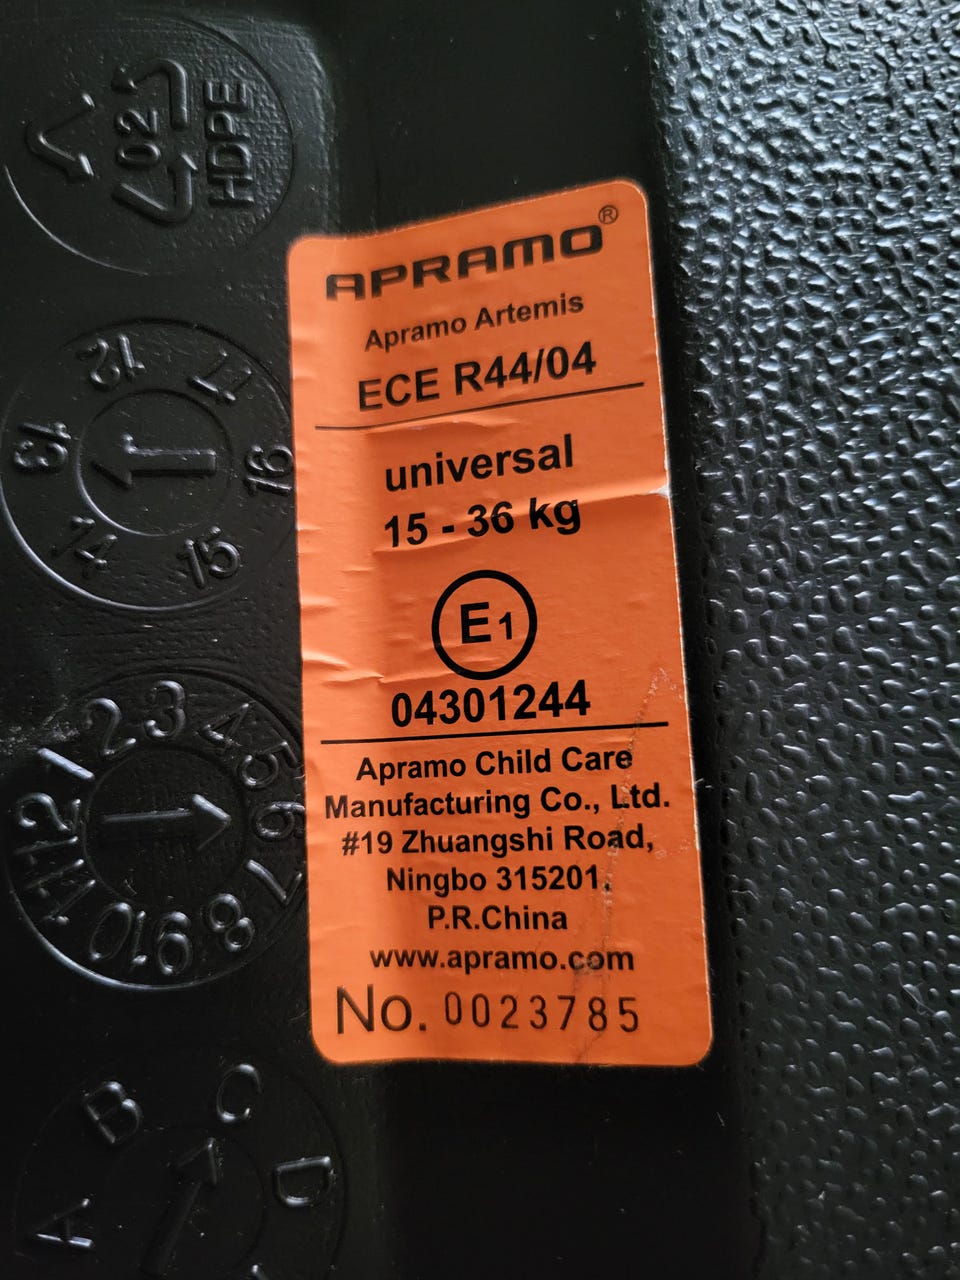 02
HDPE
12
17
13
16
14
15
1
2
3
4
5
6
7
8
9
10
11
12
A
B
C
D
APRAMO®
Apramo Artemis
ECE R44/04
universal
15 - 36 kg
E1
04301244
Apramo Child Care
Manufacturing Co., Ltd.
#19 Zhuangshi Road,
Ningbo 315201,
P.R.China
www.apramo.com
No. 0023785